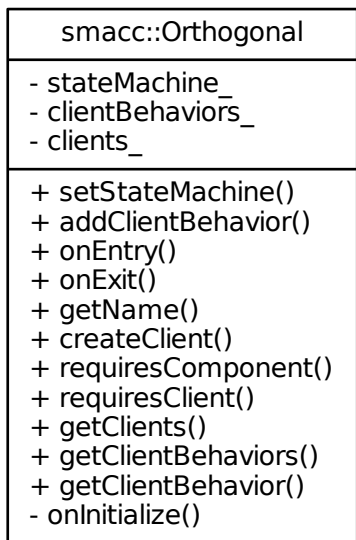 smacc::Orthogonal
- stateMachine_
- clientBehaviors_
- clients_
+ setStateMachine()
+ addClientBehavior()
+ onEntry()
+ onExit()
+ getName()
+ createClient()
+ requiresComponent()
+ requiresClient()
+ getClients()
+ getClientBehaviors()
+ getClientBehavior()
- onInitialize()